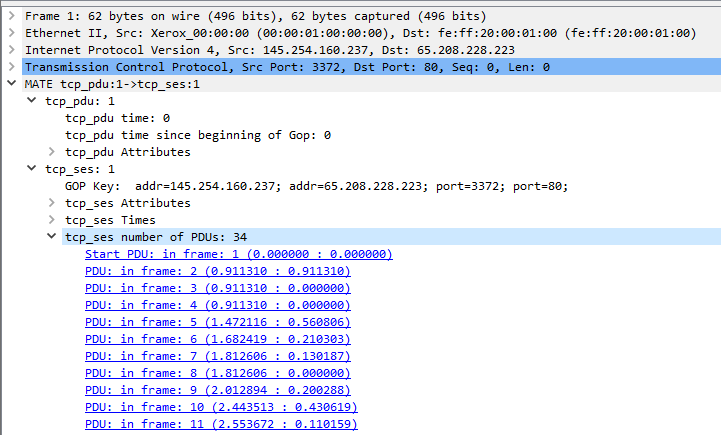 Frame 1: 62 bytes on wire (496 bits), 62 bytes captured (496 bits)
Ethernet II, Src: Xerox_00:00:00 (00:00:01:00:00:00), Dst: fe:ff:20:00:01:00 (fe:ff:20:00:01:00)
Internet Protocol Version 4, Src: 145.254.160.237, Dst: 65.208.228.223
Transmission Control Protocol, Src Port: 3372, Dst Port: 80, Seq: 0, Len: 0
MATE tcp_pdu:1->tcp_ses:1
tcp_pdu: 1
tcp_pdu time: 0
tcp_pdu time since beginning of Gop: 0
tcp_pdu Attributes
tcp_ses: 1
GOP Key:  addr=145.254.160.237; addr=65.208.228.223; port=3372; port=80;
tcp_ses Attributes
tcp_ses Times
tcp_ses number of PDUs: 34
Start PDU: in frame: 1 (0.000000 : 0.000000)
PDU: in frame: 2 (0.911310 : 0.911310)
PDU: in frame: 3 (0.911310 : 0.000000)
PDU: in frame: 4 (0.911310 : 0.000000)
PDU: in frame: 5 (1.472116 : 0.560806)
PDU: in frame: 6 (1.682419 : 0.210303)
PDU: in frame: 7 (1.812606 : 0.130187)
PDU: in frame: 8 (1.812606 : 0.000000)
PDU: in frame: 9 (2.012894 : 0.200288)
PDU: in frame: 10 (2.443513 : 0.430619)
PDU: in frame: 11 (2.553672 : 0.110159)